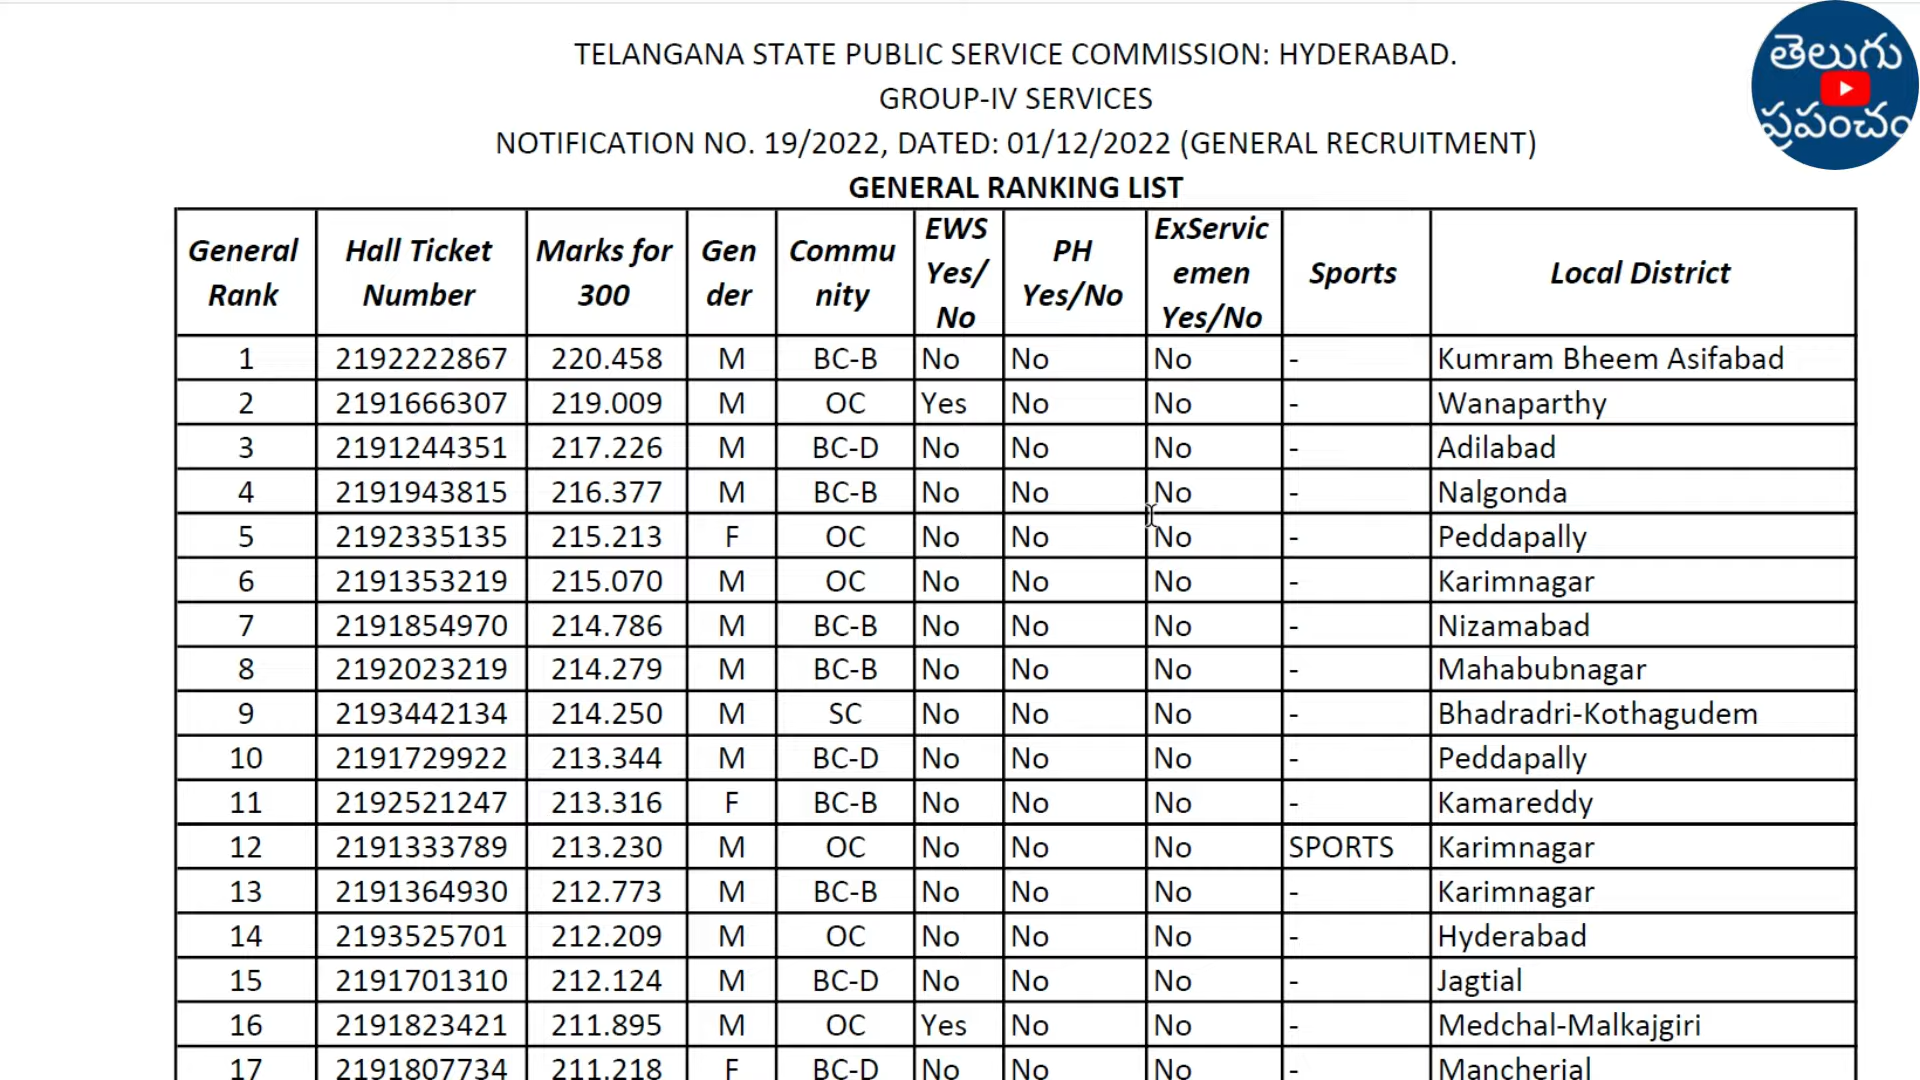 TELANGANA STATE PUBLIC SERVICE COMMISSION: HYDERABAD.
GROUP-IV SERVICES
NOTIFICATION NO. 19/2022, DATED: 01/12/2022 (GENERAL RECRUITMENT)
GENERAL RANKING LIST
తెలుగు
ప్రపంచం
General Rank Hall Ticket Number Marks for 300 Gen der Commu nity EWS Yes/ No PH Yes/No ExServic emen Yes/No Sports Local District
1 2192222867 220.458 M BC-B No No No - Kumram Bheem Asifabad
2 2191666307 219.009 M OC Yes No No - Wanaparthy
3 2191244351 217.226 M BC-D No No No - Adilabad
4 2191943815 216.377 M BC-B No No No - Nalgonda
5 2192335135 215.213 F OC No No No - Peddapally
6 2191353219 215.070 M OC No No No - Karimnagar
7 2191854970 214.786 M BC-B No No No - Nizamabad
8 2192023219 214.279 M BC-B No No No - Mahabubnagar
9 2193442134 214.250 M SC No No No - Bhadradri-Kothagudem
10 2191729922 213.344 M BC-D No No No - Peddapally
11 2192521247 213.316 F BC-B No No No - Kamareddy
12 2191333789 213.230 M OC No No No SPORTS Karimnagar
13 2191364930 212.773 M BC-B No No No - Karimnagar
14 2193525701 212.209 M OC No No No - Hyderabad
15 2191701310 212.124 M BC-D No No No - Jagtial
16 2191823421 211.895 M OC Yes No No - Medchal-Malkajgiri
17 2191807734 211.218 F BC-D No No No - Mancherial